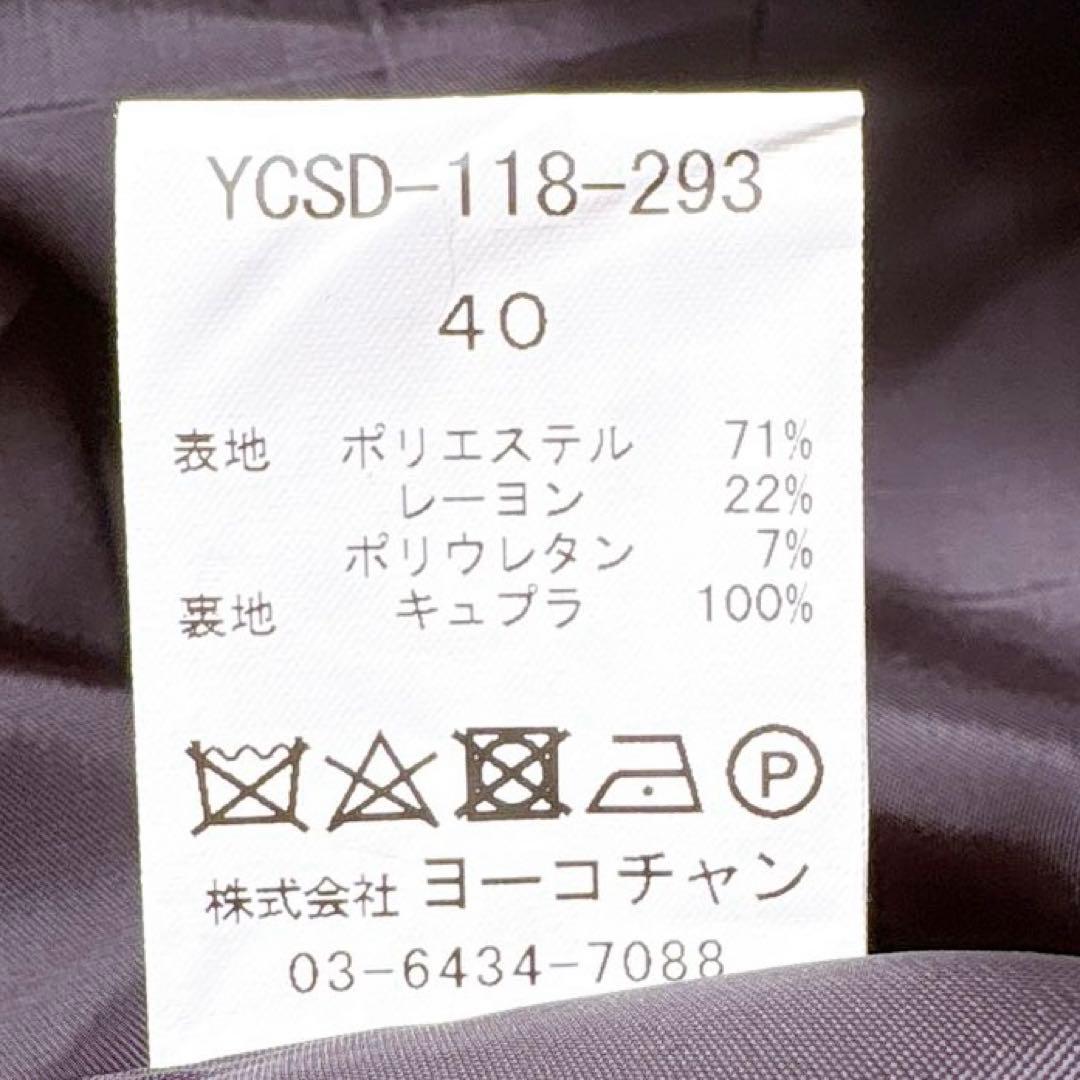 YCSD-118-293
40
表地 ポリエステル 71%
レーヨン 22%
ポリウレタン 7%
裏地 キュプラ 100%
P
株式会社 ヨーコチャン
03-6434-7088